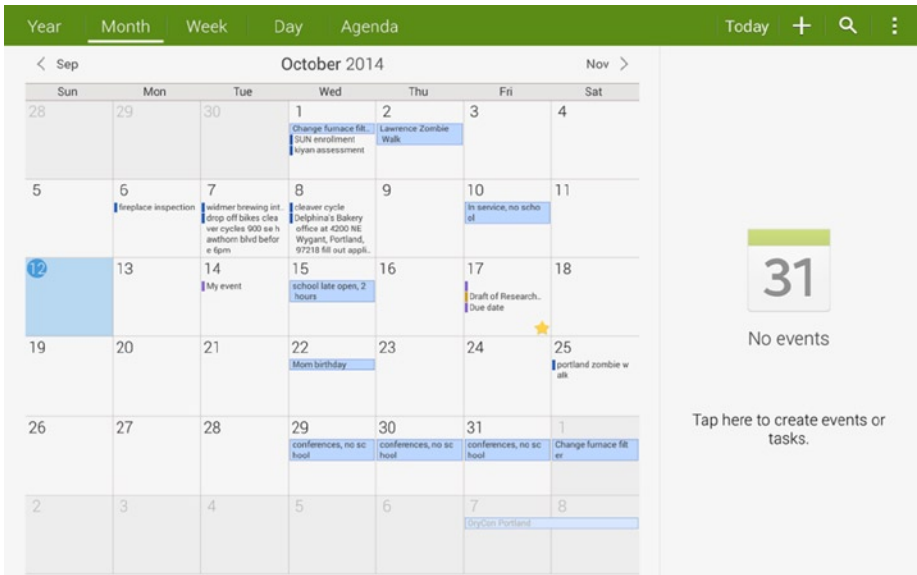 Year Month Week Day Agenda Today
< Sep October 2014 Nov >
Sun Mon Tue Wed Thu Fri Sat
28 29 30 1 2 3 4
Change furnace filt..
SUN enrollment
kiyan assessment
Lawrence Zombie
Walk
5 6 7 8 9 10 11
fireplace inspection
widmer brewing int..
drop off bikes clea
ver cycles 900 se h
awthorn blvd befor
e 6pm
cleaver cycle
Delphina's Bakery
office at 4200 NE
Wygant, Portland,
97218 fill out appli..
In service, no scho
ol
12 13 14 15 16 17 18
My event
school late open, 2
hours
Draft of Research..
Due date
19 20 21 22 23 24 25
Mom birthday
portland zombie w
alk
26 27 28 29 30 31 1
conferences, no sc
hool
conferences, no sc
hool
conferences, no sc
hool
Change furnace filt
er
2 3 4 5 6 7 8
OryCon Portland
31
No events
Tap here to create events or
tasks.